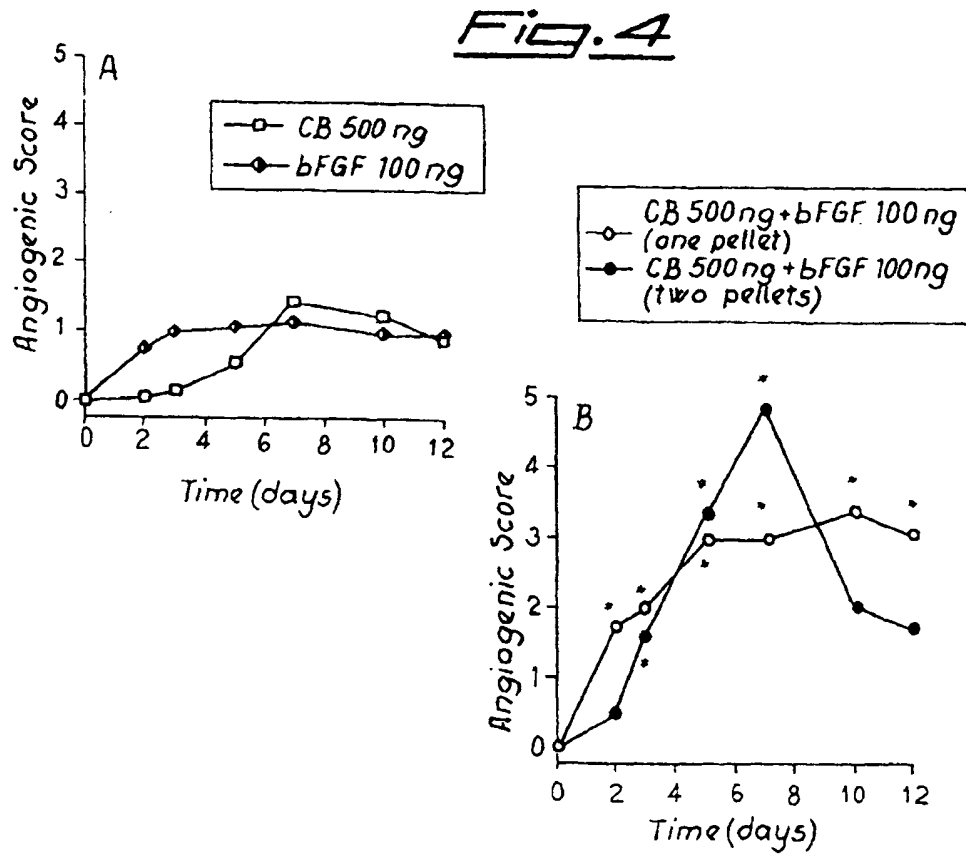 Fig. 4
A
5
4
3
2
1
0
Angiogenic Score
CB 500 ng
bFGF 100 ng
0 2 4 6 8 10 12
Time (days)
CB 500 ng + bFGF 100 ng
(one pellet)
CB 500 ng + bFGF 100 ng
(two pellets)
B
5
4
3
2
1
0
Angiogenic Score
* * * * * * * * *
0 2 4 6 8 10 12
Time (days)